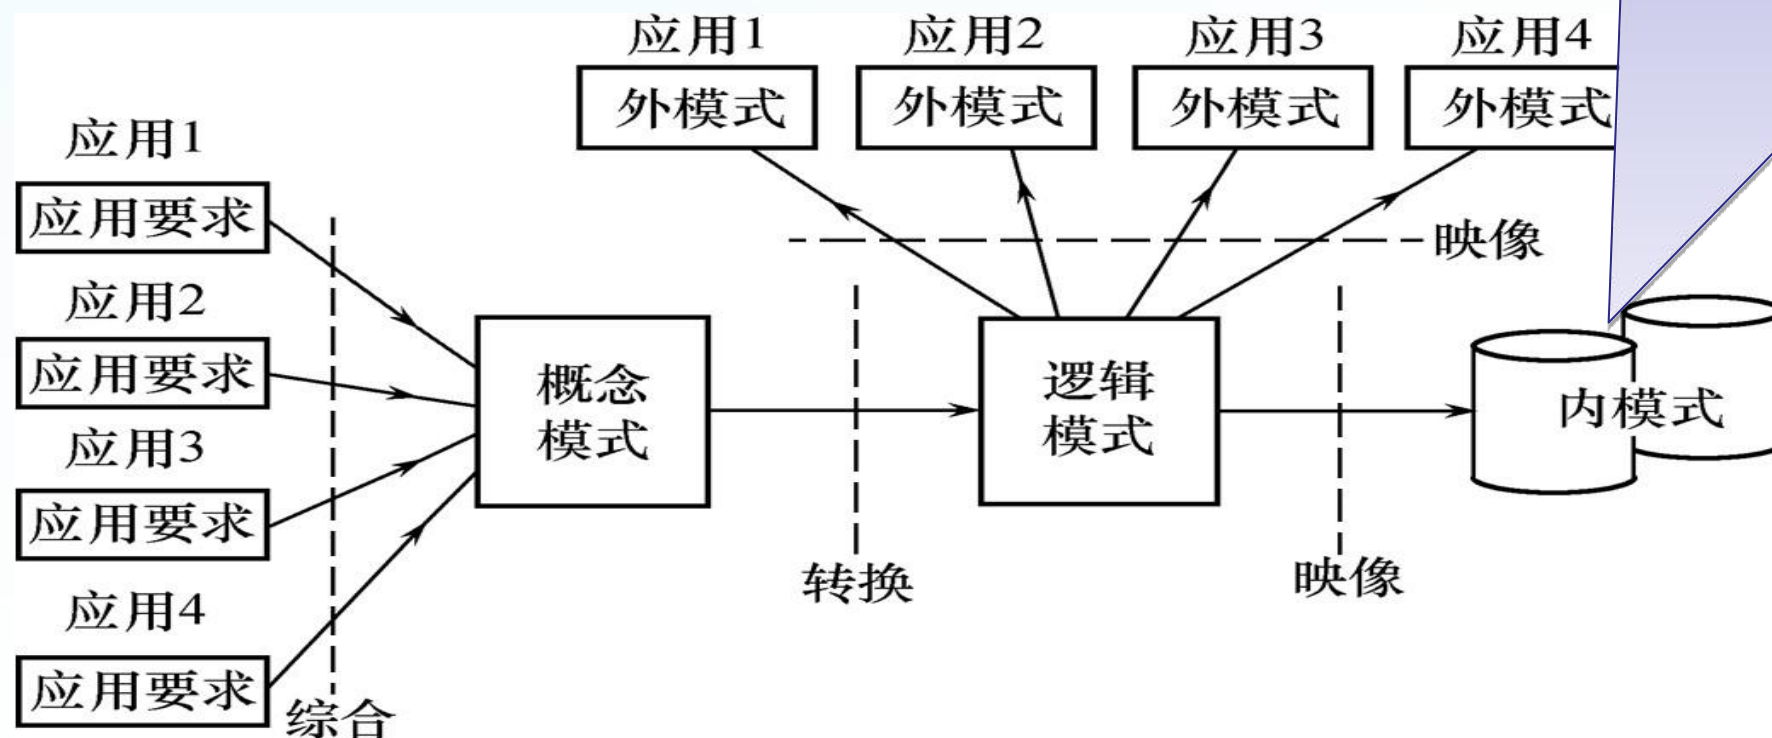 应用1
应用2
应用3
应用4
外模式
外模式
外模式
外模式
应用1
应用要求
应用2
应用要求
应用3
应用要求
应用4
应用要求
综合
概念
模式
转换
逻辑
模式
映像
映像
内模式